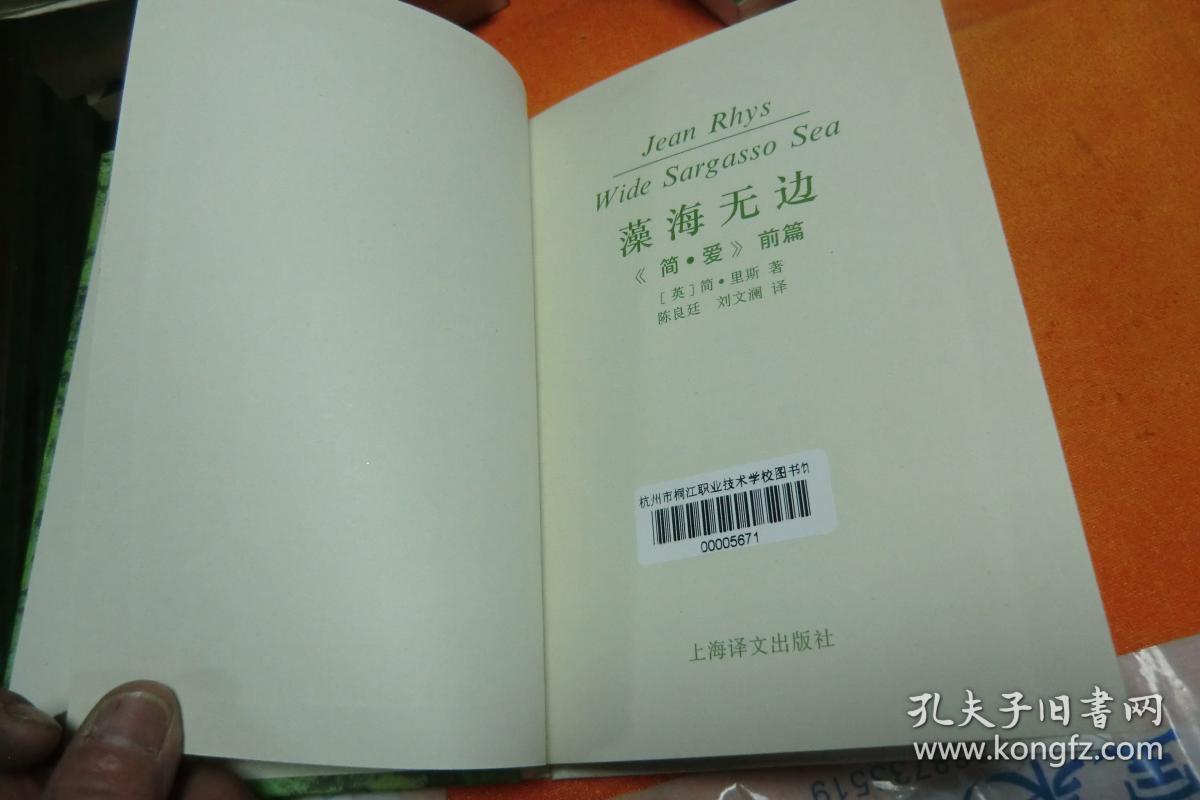 Jean Rhys
Wide Sargasso Sea
藻海无边
《简·爱》前篇
［英］简·里斯 著
陈良廷 刘文澜 译
杭州市桐江职业技术学校图书馆
00005671
上海译文出版社
孔夫子旧书网
www.kongfz.com